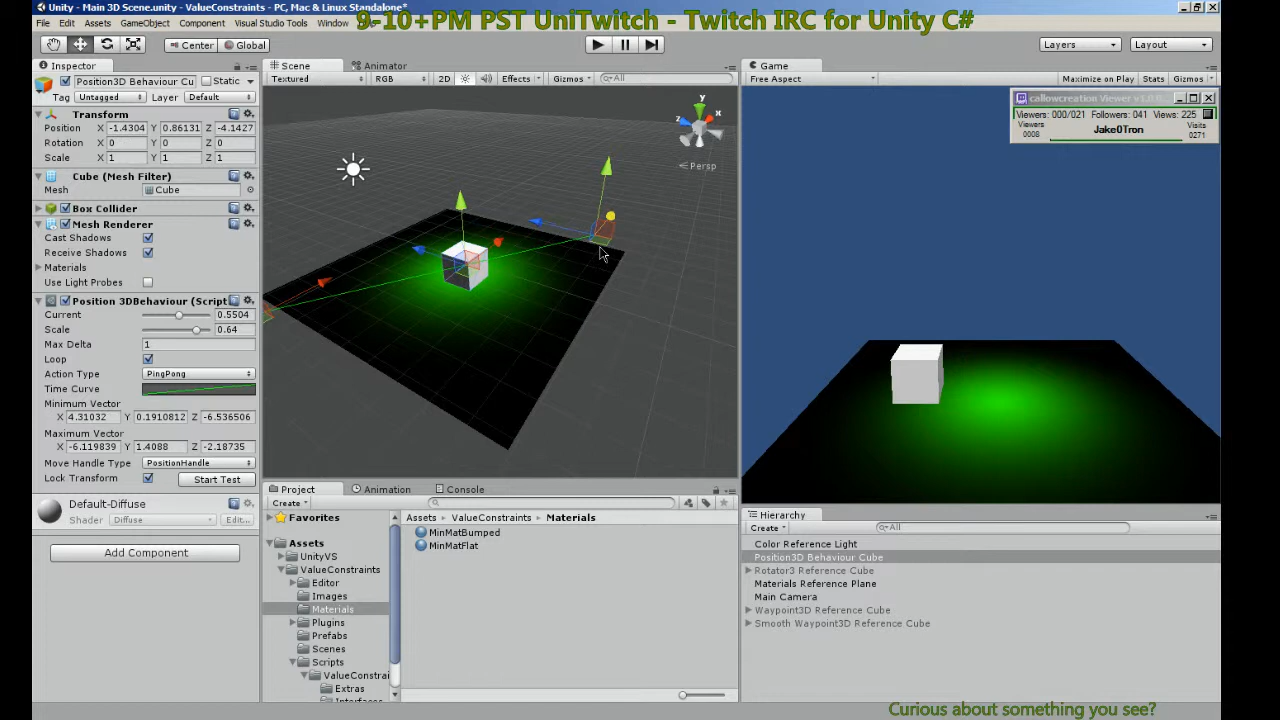 Unity - Main 3D Scene.unity - ValueConstraints - PC, Mac & Linux Standalone*
9-10+PM PST UniTwitch - Twitch IRC for Unity C#
File Edit Assets GameObject Component Visual Studio Tools Window
Center Global Layers Layout
Inspector
Position3D Behaviour Cu Static
Tag Untagged Layer Default
Transform
Position X -1.4304 Y 0.86131 Z -4.1427
Rotation X 0 Y 0 Z 0
Scale X 1 Y 1 Z 1
Cube (Mesh Filter)
Mesh Cube
Box Collider
Mesh Renderer
Cast Shadows
Receive Shadows
Materials
Use Light Probes
Position 3DBehaviour (Script
Current 0.5504
Scale 0.64
Max Delta 1
Loop
Action Type PingPong
Time Curve
Minimum Vector
X 4.31032 Y 0.1910812 Z -6.536506
Maximum Vector
X -6.119839 Y 1.4088 Z -2.18735
Move Handle Type PositionHandle
Lock Transform Start Test
Default-Diffuse
Shader Diffuse Edit...
Add Component
Scene Animator
Textured RGB 2D Effects Gizmos All
y
x
z
Persp
Game
Free Aspect Maximize on Play Stats Gizmos
callowcreation Viewer v1.0.0
Viewers: 000/021 Followers: 041 Views: 225
Viewers
0008
Jake0Tron
Visits
0271
Project Animation Console
Create
Favorites
Assets
UnityVS
ValueConstraints
Editor
Images
Materials
Plugins
Prefabs
Scenes
Scripts
ValueConstrai
Extras
Interfaces
Assets ValueConstraints Materials
MinMatBumped
MinMatFlat
Hierarchy
Create All
Color Reference Light
Position3D Behaviour Cube
Rotator3 Reference Cube
Materials Reference Plane
Main Camera
Waypoint3D Reference Cube
Smooth Waypoint3D Reference Cube
Curious about something you see?